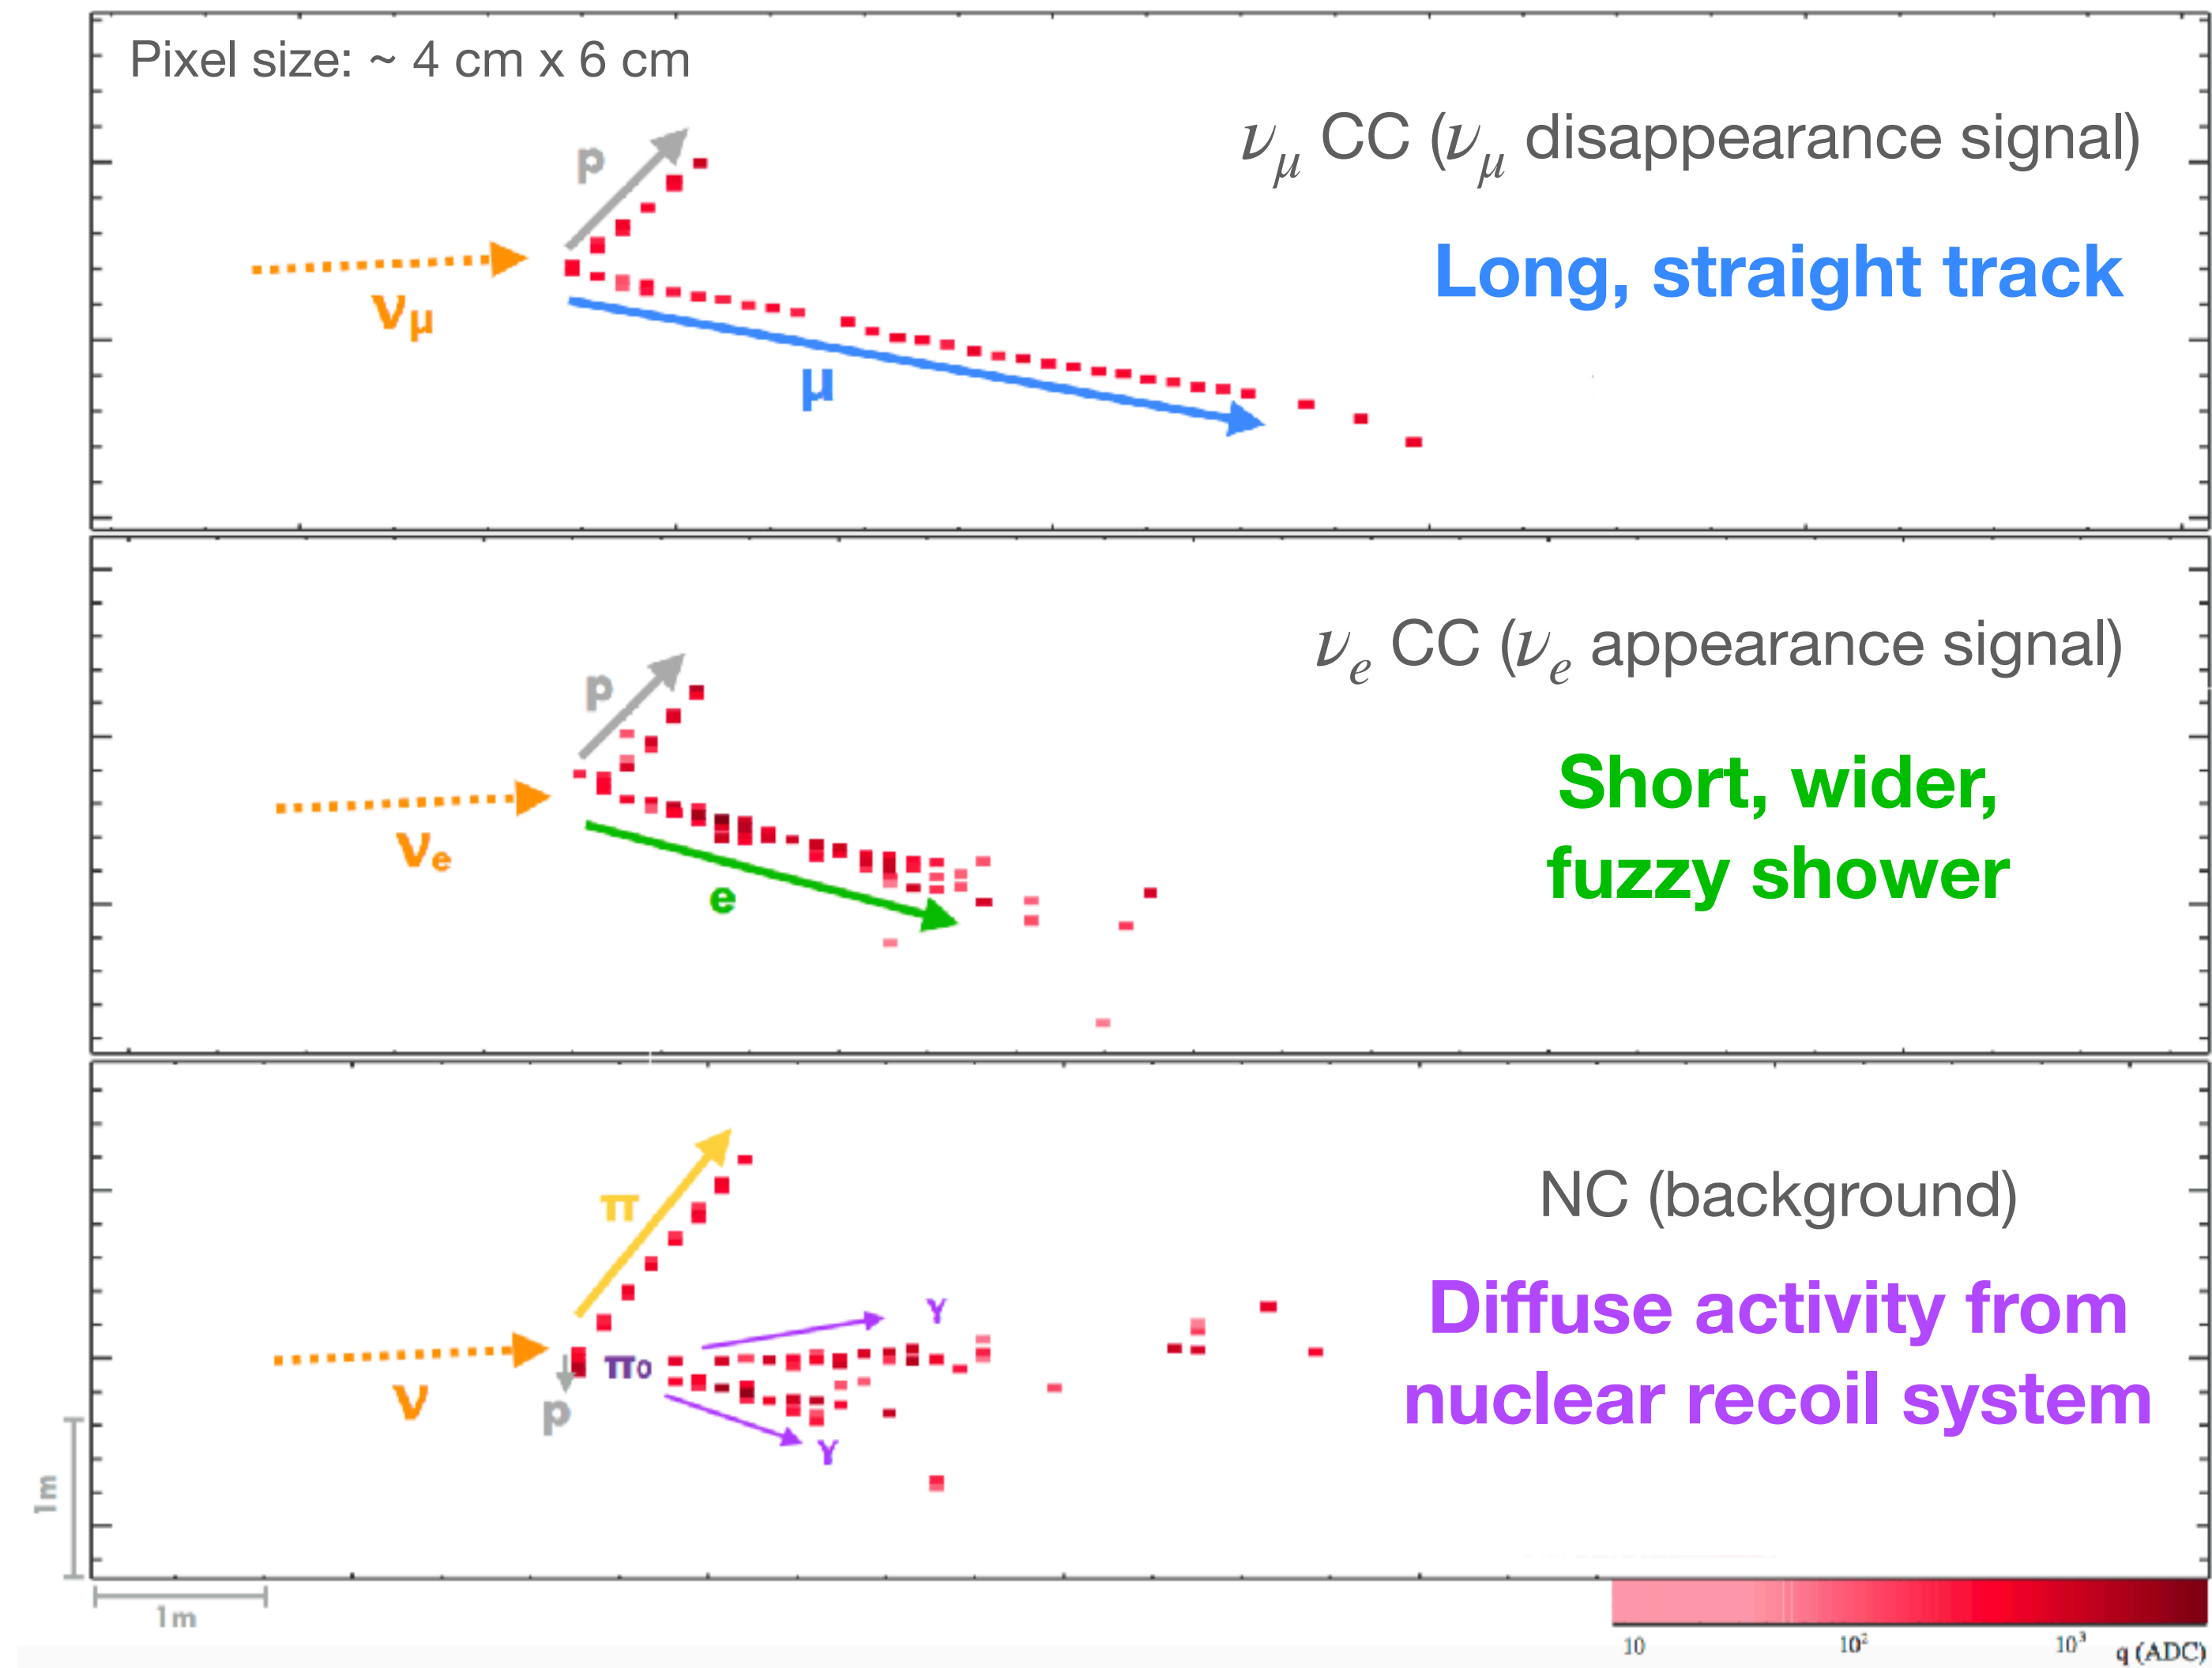 Pixel size: ~ 4 cm x 6 cm
νμ CC (νμ disappearance signal)
p
Long, straight track
νμ
μ
νe CC (νe appearance signal)
p
Short, wider,
fuzzy shower
νe
e
NC (background)
π
Diffuse activity from
nuclear recoil system
γ
π0
ν
p
γ
1m
1m
10
10²
10³
q (ADC)